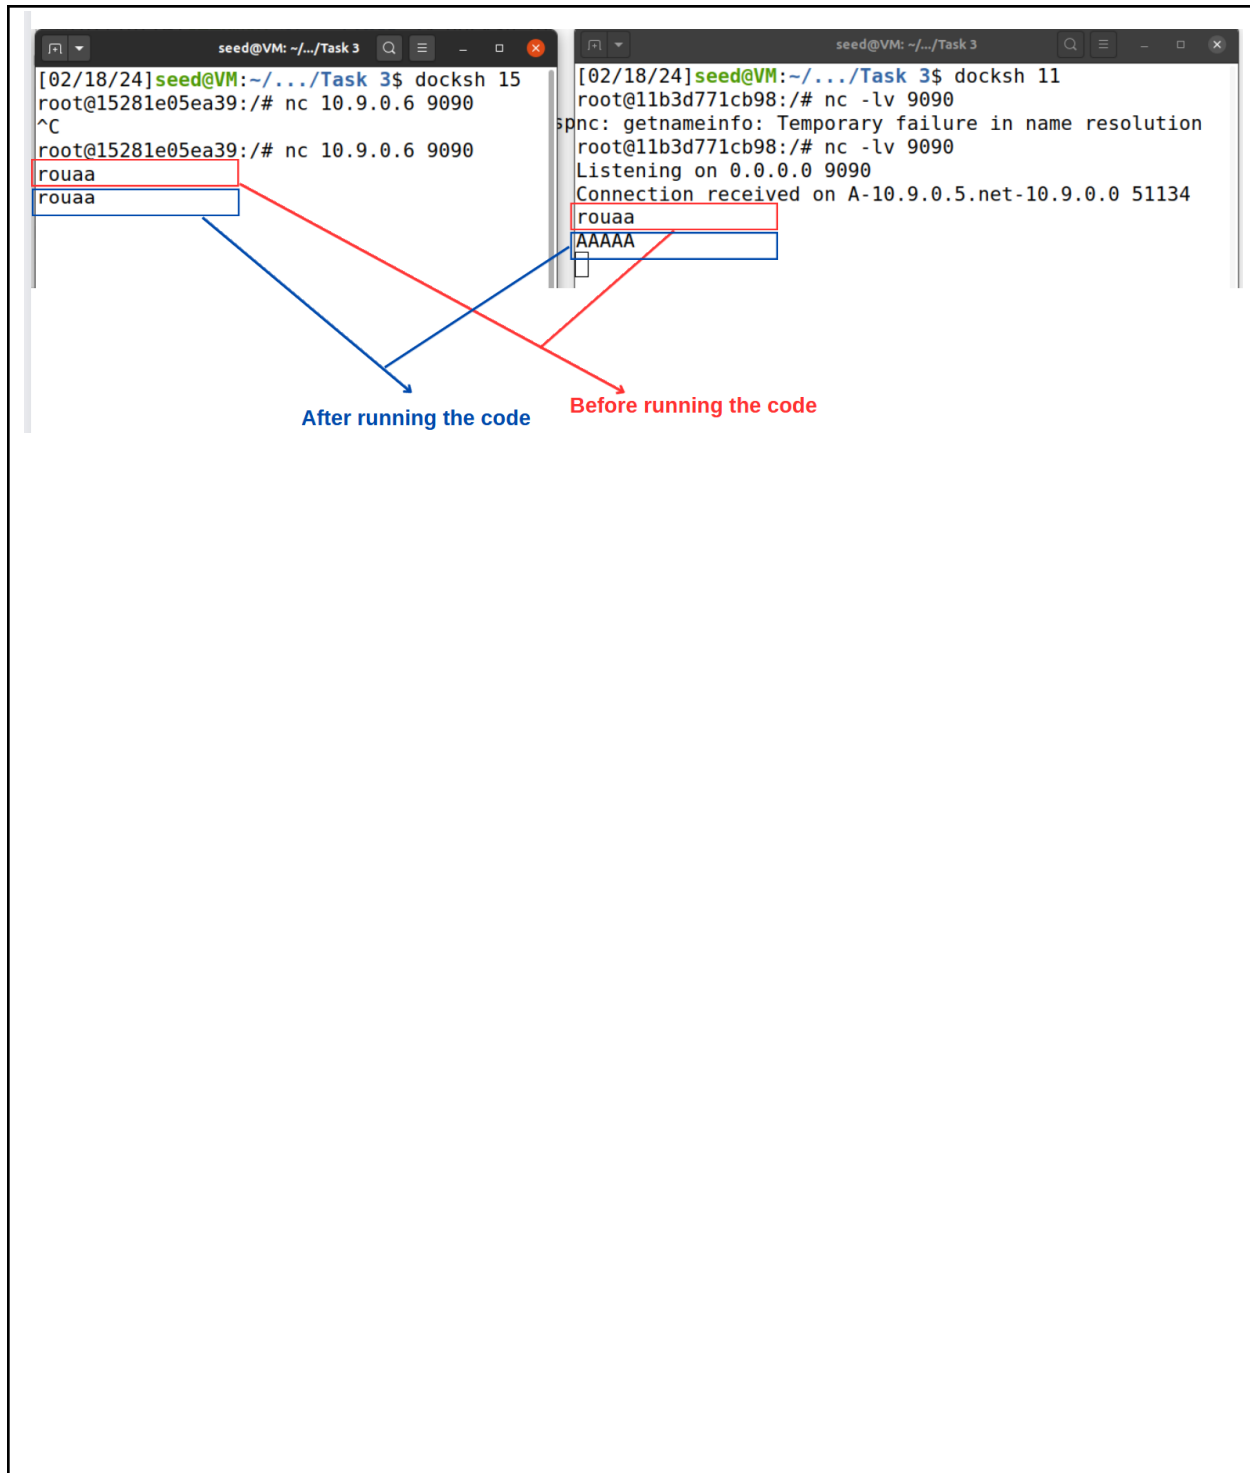 seed@VM: ~/.../Task 3
[02/18/24]seed@VM:~/.../Task 3$ docksh 15
root@15281e05ea39:/# nc 10.9.0.6 9090
^C
root@15281e05ea39:/# nc 10.9.0.6 9090
rouaa
rouaa
seed@VM: ~/.../Task 3
[02/18/24]seed@VM:~/.../Task 3$ docksh 11
root@11b3d771cb98:/# nc -lv 9090
spnc: getnameinfo: Temporary failure in name resolution
root@11b3d771cb98:/# nc -lv 9090
Listening on 0.0.0.0 9090
Connection received on A-10.9.0.5.net-10.9.0.0 51134
rouaa
AAAAA
After running the code
Before running the code